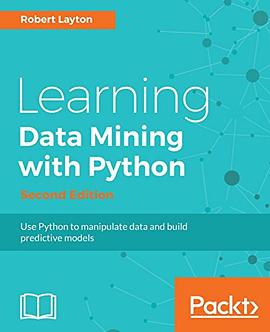 Robert Layton
Learning
Data Mining
with Python
Second Edition
Use Python to manipulate data and build
predictive models
Packt>